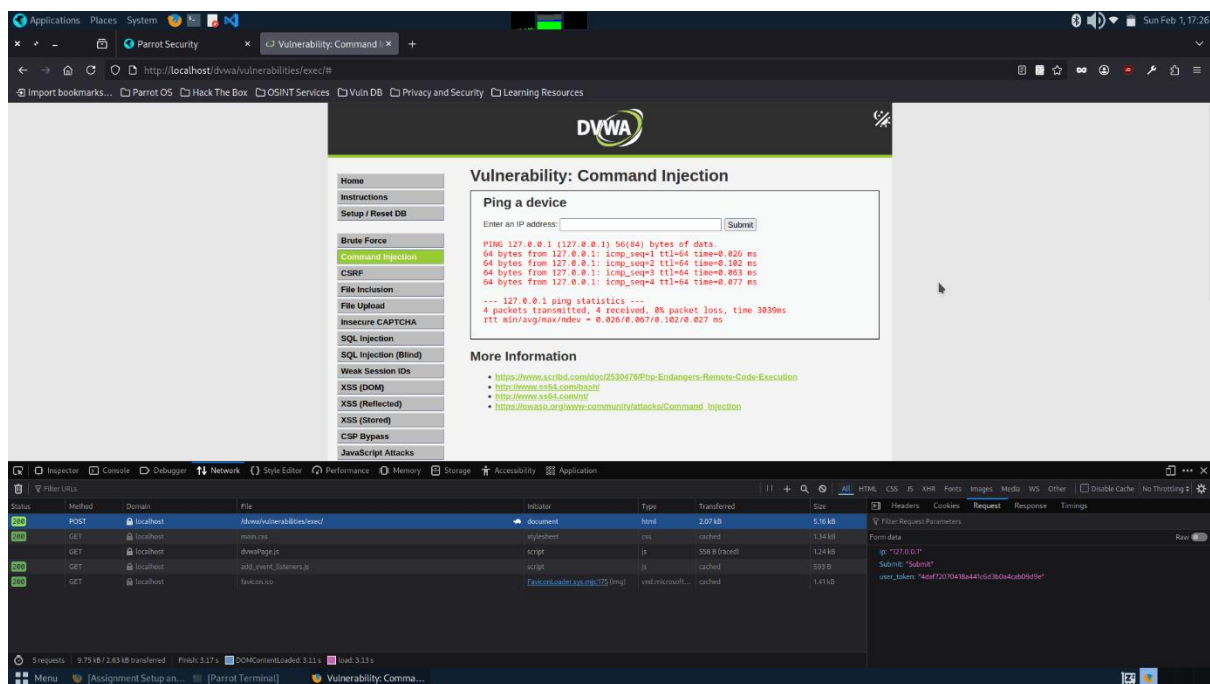 Applications Places System Sun Feb 1, 17:26
Parrot Security × Vulnerability: Command I × +
http://localhost/dvwa/vulnerabilities/exec/#
Import bookmarks... Parrot OS Hack The Box OSINT Services Vuln DB Privacy and Security Learning Resources
DVWA
Home
Instructions
Setup / Reset DB
Brute Force
Command Injection
CSRF
File Inclusion
File Upload
Insecure CAPTCHA
SQL Injection
SQL Injection (Blind)
Weak Session IDs
XSS (DOM)
XSS (Reflected)
XSS (Stored)
CSP Bypass
JavaScript Attacks
Vulnerability: Command Injection
Ping a device
Enter an IP address: Submit
PING 127.0.0.1 (127.0.0.1) 56(84) bytes of data.
64 bytes from 127.0.0.1: icmp_seq=1 ttl=64 time=0.026 ms
64 bytes from 127.0.0.1: icmp_seq=2 ttl=64 time=0.102 ms
64 bytes from 127.0.0.1: icmp_seq=3 ttl=64 time=0.063 ms
64 bytes from 127.0.0.1: icmp_seq=4 ttl=64 time=0.077 ms
--- 127.0.0.1 ping statistics ---
4 packets transmitted, 4 received, 0% packet loss, time 3039ms
rtt min/avg/max/mdev = 0.026/0.067/0.102/0.027 ms
More Information
https://www.scribd.com/doc/2530476/Php-Endangers-Remote-Code-Execution
http://www.ss64.com/bash/
http://www.ss64.com/nt/
https://owasp.org/www-community/attacks/Command_Injection
Inspector Console Debugger Network Style Editor Performance Memory Storage Accessibility Application
Filter URLs All HTML CSS JS XHR Fonts Images Media WS Other Disable Cache No Throttling
Status Method Domain File Initiator Type Transferred Size
200 POST localhost /dvwa/vulnerabilities/exec/ document html 2.07 kB 5.16 kB
200 GET localhost main.css stylesheet css cached 1.34 kB
GET localhost dvwaPage.js script js 556 B (raced) 1.24 kB
200 GET localhost add_event_listeners.js script js cached 593 B
200 GET localhost favicon.ico FaviconLoader.sys.mjs:175 (img) vnd.microsoft... cached 1.41 kB
Headers Cookies Request Response Timings
Filter Request Parameters
Form data Raw
ip: "127.0.0.1"
Submit: "Submit"
user_token: "4daf72070418a441c6d3b0a4cab09d9e"
5 requests 9.75 kB / 2.63 kB transferred Finish: 3.17 s DOMContentLoaded: 3.11 s load: 3.13 s
Menu [Assignment Setup an... [Parrot Terminal] Vulnerability: Comma...